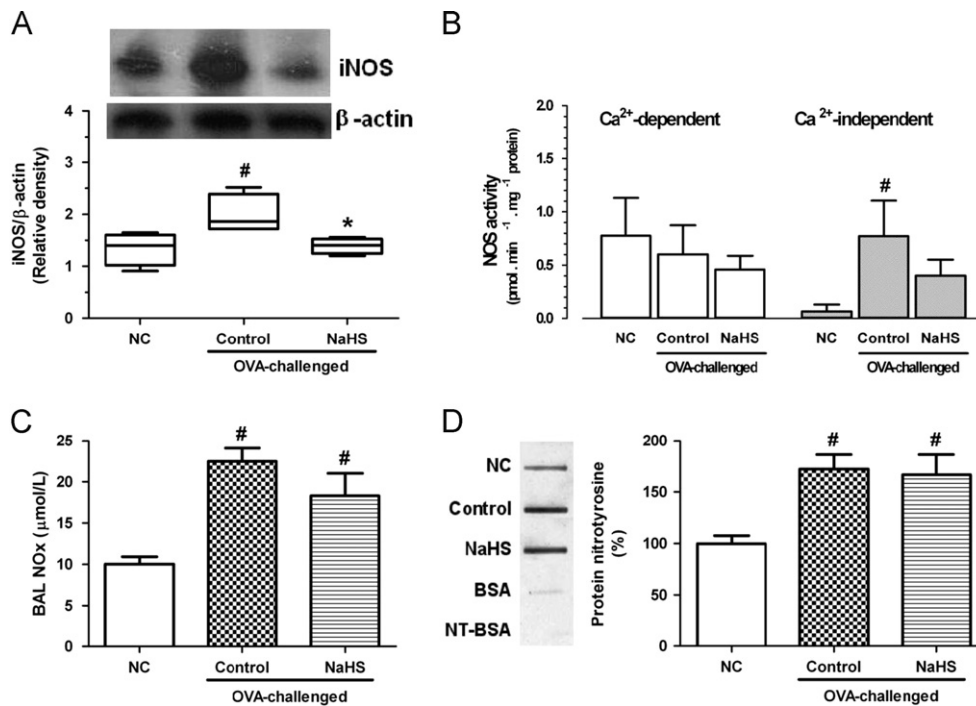 A
iNOS
β-actin
iNOS/β-actin
(Relative density)
4
3
2
1
0
#
*
NC
Control
NaHS
OVA-challenged
B
NOS activity
(pmol. min -1 . mg -1 protein)
2.0
1.5
1.0
0.5
0.0
Ca2+-dependent
Ca 2+-independent
#
NC
Control
NaHS
NC
Control
NaHS
OVA-challenged
OVA-challenged
C
BAL NOx (μmol/L)
25
20
15
10
5
0
#
#
NC
Control
NaHS
OVA-challenged
D
NC
Control
NaHS
BSA
NT-BSA
Protein nitrotyrosine
(%)
200
150
100
50
0
#
#
NC
Control
NaHS
OVA-challenged